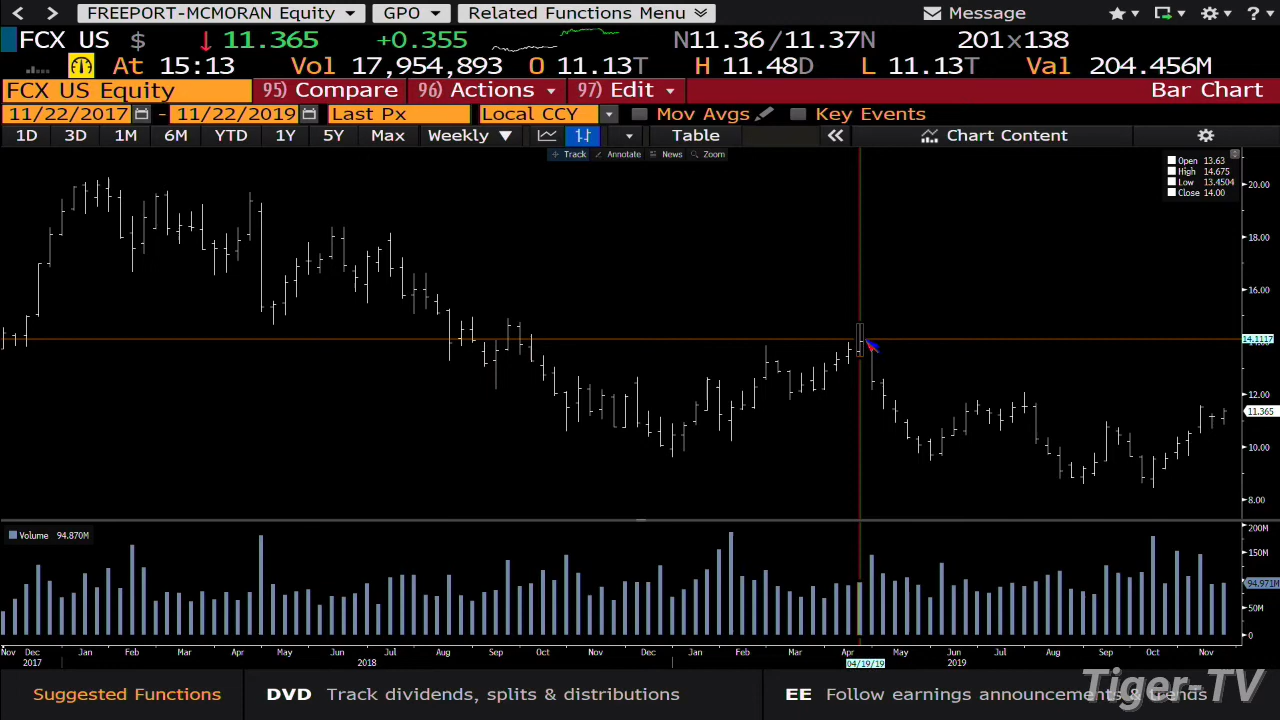 FREEPORT-MCMORAN Equity GPO Related Functions Menu Message
FCX US $ 11.365 +0.355 N11.36/11.37N 201x138
At 15:13 Vol 17,954,893 O 11.13T H 11.48D L 11.13T Val 204.456M
FCX US Equity 95) Compare 96) Actions 97) Edit Bar Chart
11/22/2017 - 11/22/2019 Last Px Local CCY Mov Avgs Key Events
1D 3D 1M 6M YTD 1Y 5Y Max Weekly Table Chart Content
Track Annotate News Zoom
Open 13.63
High 14.675
Low 13.4504
Close 14.00
20.00
18.00
16.00
14.1117
12.00
11.365
10.00
8.00
Volume 94.870M
200M
150M
94.971M
50M
0
Nov Dec Jan Feb Mar Apr May Jun Jul Aug Sep Oct Nov Dec Jan Feb Mar Apr May Jun Jul Aug Sep Oct Nov
2017 2018 04/19/19 2019
Suggested Functions DVD Track dividends, splits & distributions EE Follow earnings announcements & trends
Tiger-TV